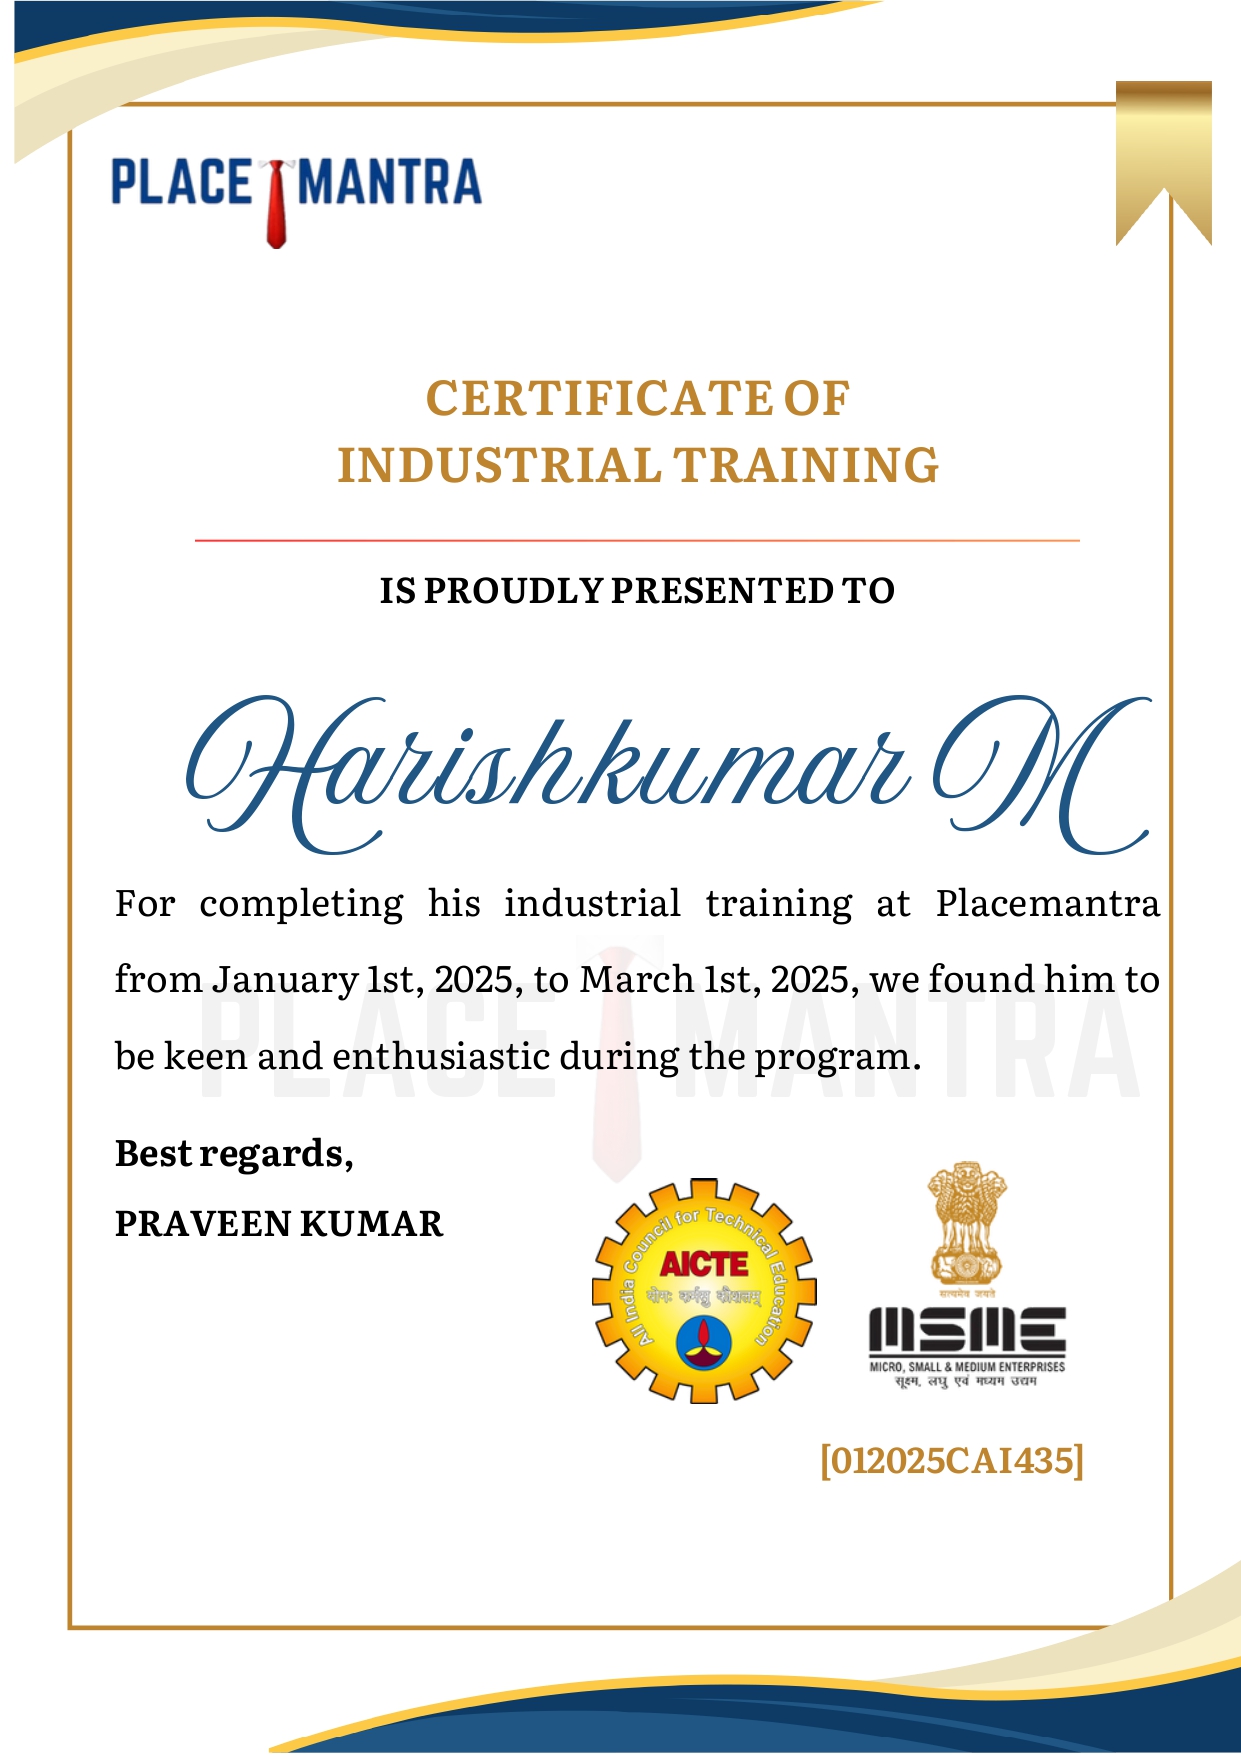 PLACE MANTRA
CERTIFICATE OF
INDUSTRIAL TRAINING
IS PROUDLY PRESENTED TO
Harishkumar M
For completing his industrial training at Placemantra
from January 1st, 2025, to March 1st, 2025, we found him to
be keen and enthusiastic during the program.
PLACE MANTRA
Best regards,
PRAVEEN KUMAR
All India Council for Technical Education
AICTE
योगः कर्मसु कौशलम्
सत्यमेव जयते
MSME
MICRO, SMALL & MEDIUM ENTERPRISES
सूक्ष्म, लघु एवं मध्यम उद्यम
[012025CAI435]